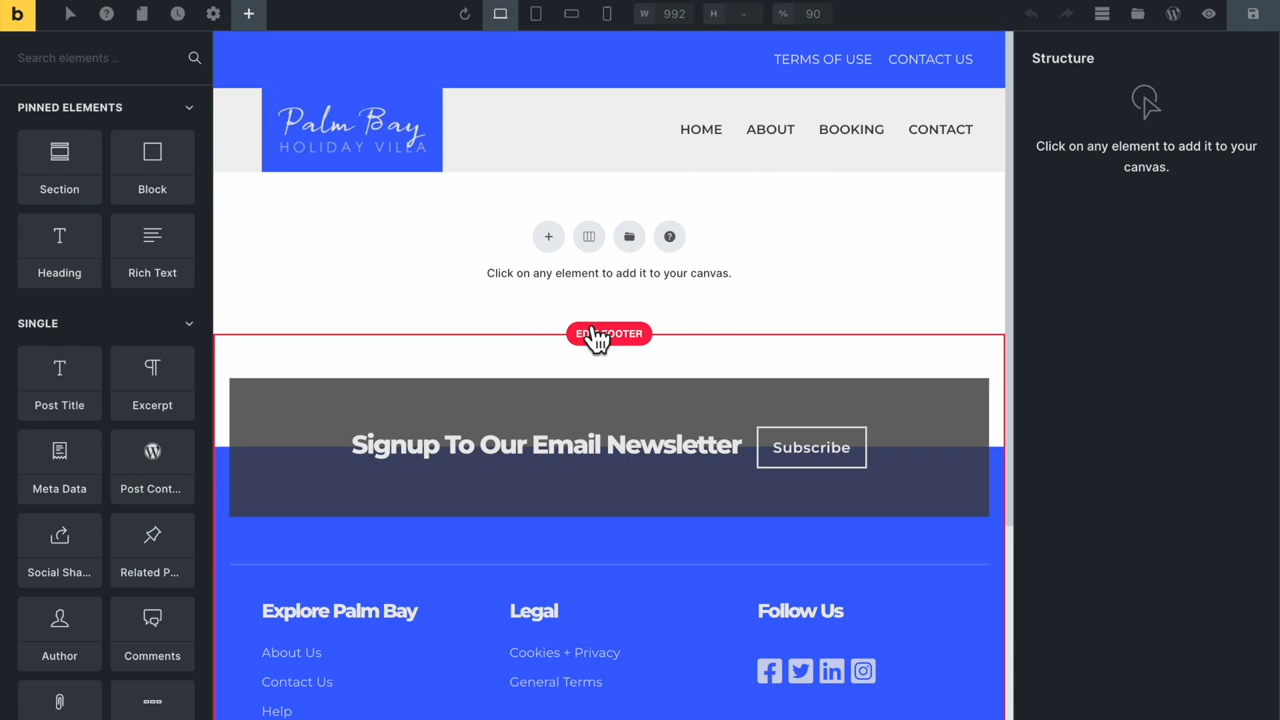 b
W 992 H - % 90
Search elements ..
PINNED ELEMENTS
Section Block
Heading Rich Text
SINGLE
Post Title Excerpt
Meta Data Post Cont...
Social Sha... Related P...
Author Comments
TERMS OF USE CONTACT US
Palm Bay
HOLIDAY VILLA
HOME ABOUT BOOKING CONTACT
Click on any element to add it to your canvas.
Signup To Our Email Newsletter Subscribe
Explore Palm Bay Legal Follow Us
About Us Cookies + Privacy
Contact Us General Terms
Help
Structure
Click on any element to add it to your
canvas.